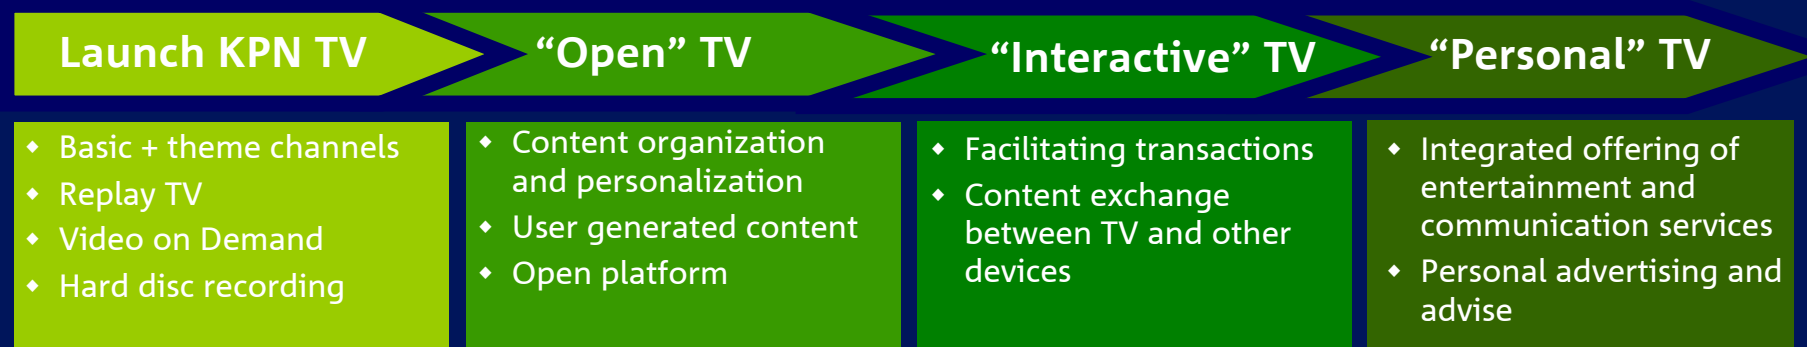 Launch KPN TV
“Open” TV
“Interactive” TV
“Personal” TV
Basic + theme channels
Replay TV
Video on Demand
Hard disc recording
Content organization
and personalization
User generated content
Open platform
Facilitating transactions
Content exchange
between TV and other
devices
Integrated offering of
entertainment and
communication services
Personal advertising and
advise